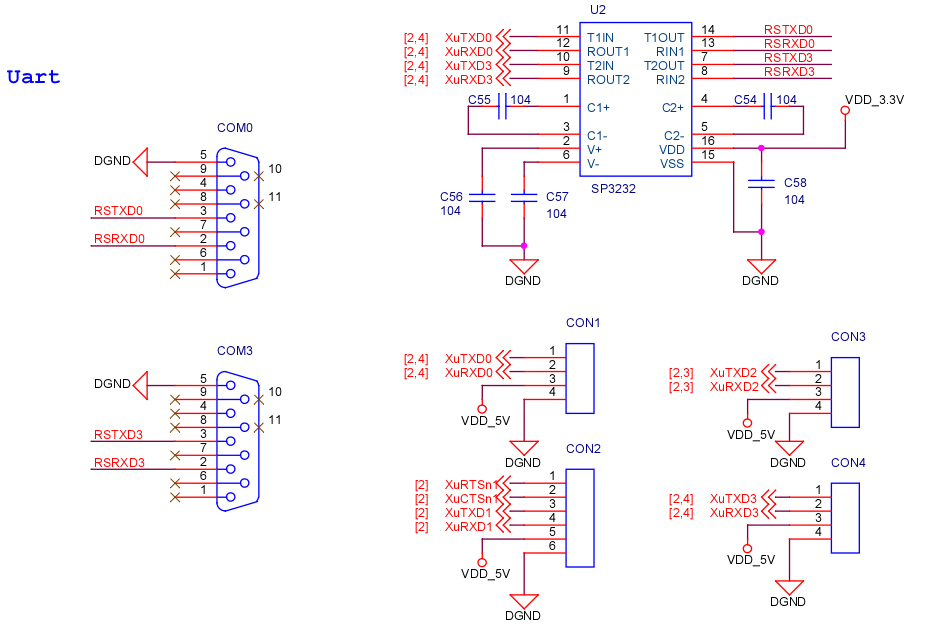 Uart
U2
[2,4] XuTXD0 11 T1IN T1OUT 14 RSTXD0
[2,4] XuRXD0 12 ROUT1 RIN1 13 RSRXD0
[2,4] XuTXD3 10 T2IN T2OUT 7 RSTXD3
[2,4] XuRXD3 9 ROUT2 RIN2 8 RSRXD3
C55 104 1 C1+ C2+ 4 C54 104 VDD_3.3V
3 C1- C2- 5
2 V+ VDD 16
6 V- VSS 15
SP3232
C56 104
C57 104
C58 104
DGND
DGND
COM0
DGND 5
9 10
4
8 11
RSTXD0 3
7
RSRXD0 2
6
1
COM3
DGND 5
9 10
4
8 11
RSTXD3 3
7
RSRXD3 2
6
1
CON1
[2,4] XuTXD0 1
[2,4] XuRXD0 2
3
4
VDD_5V
DGND
CON2
[2] XuRTSn1 1
[2] XuCTSn1 2
[2] XuTXD1 3
[2] XuRXD1 4
5
6
VDD_5V
DGND
CON3
[2,3] XuTXD2 1
[2,3] XuRXD2 2
3
4
VDD_5V
DGND
CON4
[2,4] XuTXD3 1
[2,4] XuRXD3 2
3
4
VDD_5V
DGND